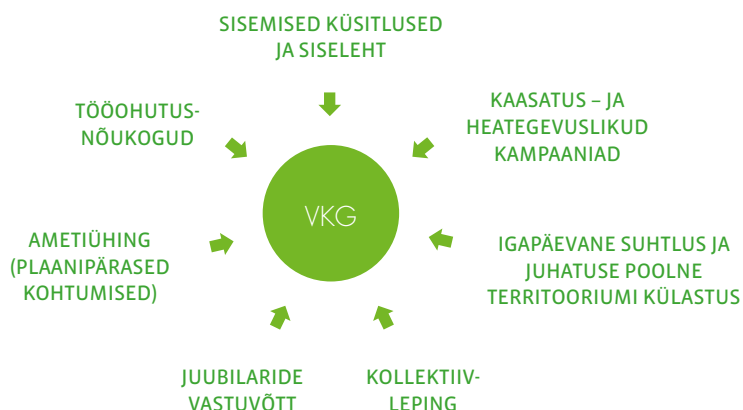 SISEMISED KÜSITLUSED
JA SISELEHT
TÖÖOHUTUS-
NÕUKOGUD
KAASATUS – JA
HEATEGEVUSLIKUD
KAMPAANIAD
VKG
AMETIÜHING
(PLAANIPÄRASED
KOHTUMISED)
IGAPÄEVANE SUHTLUS JA
JUHATUSE POOLNE
TERRITOORIUMI KÜLASTUS
JUUBILARIDE
VASTUVÕTT
KOLLEKTIIV-
LEPING